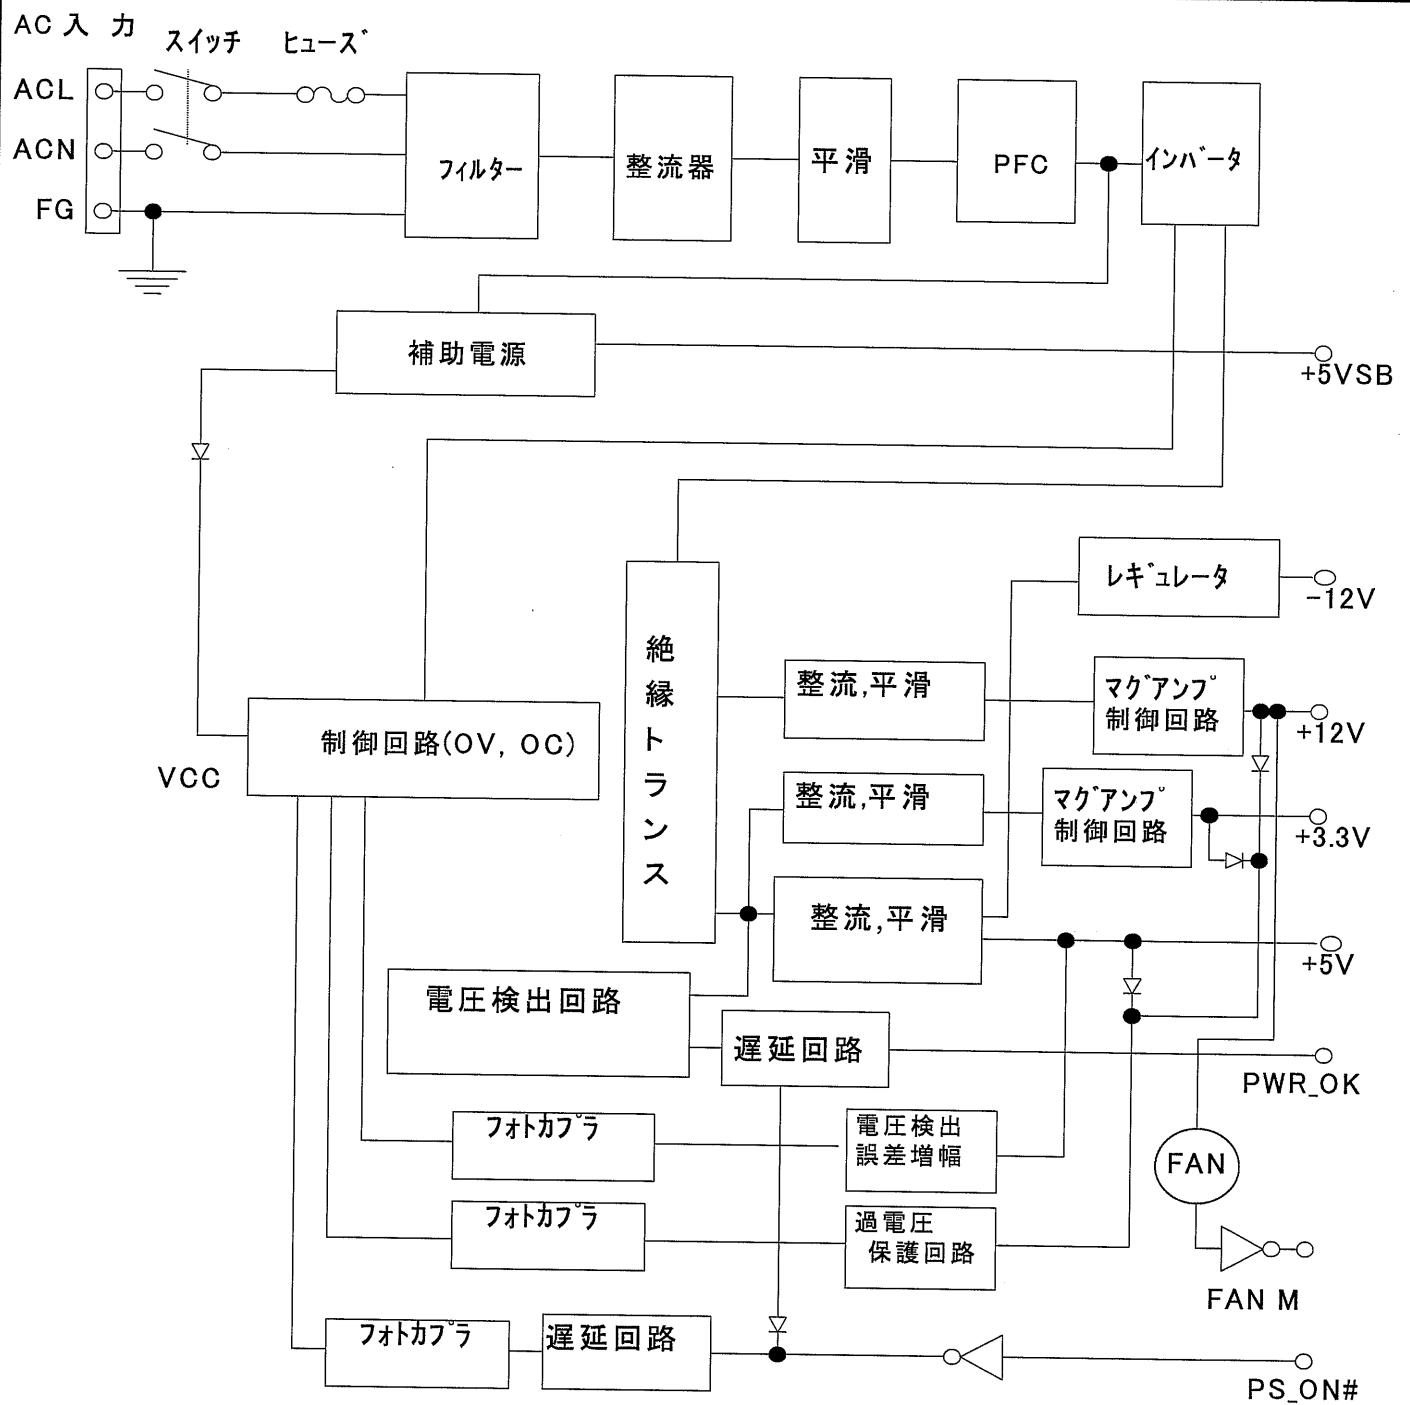 AC 入 力
スイッチ
ヒューズ
ACL
ACN
FG
フィルター
整流器
平滑
PFC
インバータ
補助電源
+5VSB
レギュレータ
-12V
絶縁トランス
整流,平滑
マグアンプ
制御回路
+12V
制御回路(OV, OC)
VCC
整流,平滑
マグアンプ
制御回路
+3.3V
整流,平滑
+5V
電圧検出回路
遅延回路
PWR_OK
フォトカプラ
電圧検出
誤差増幅
FAN
フォトカプラ
過電圧
保護回路
FAN M
フォトカプラ
遅延回路
PS_ON#